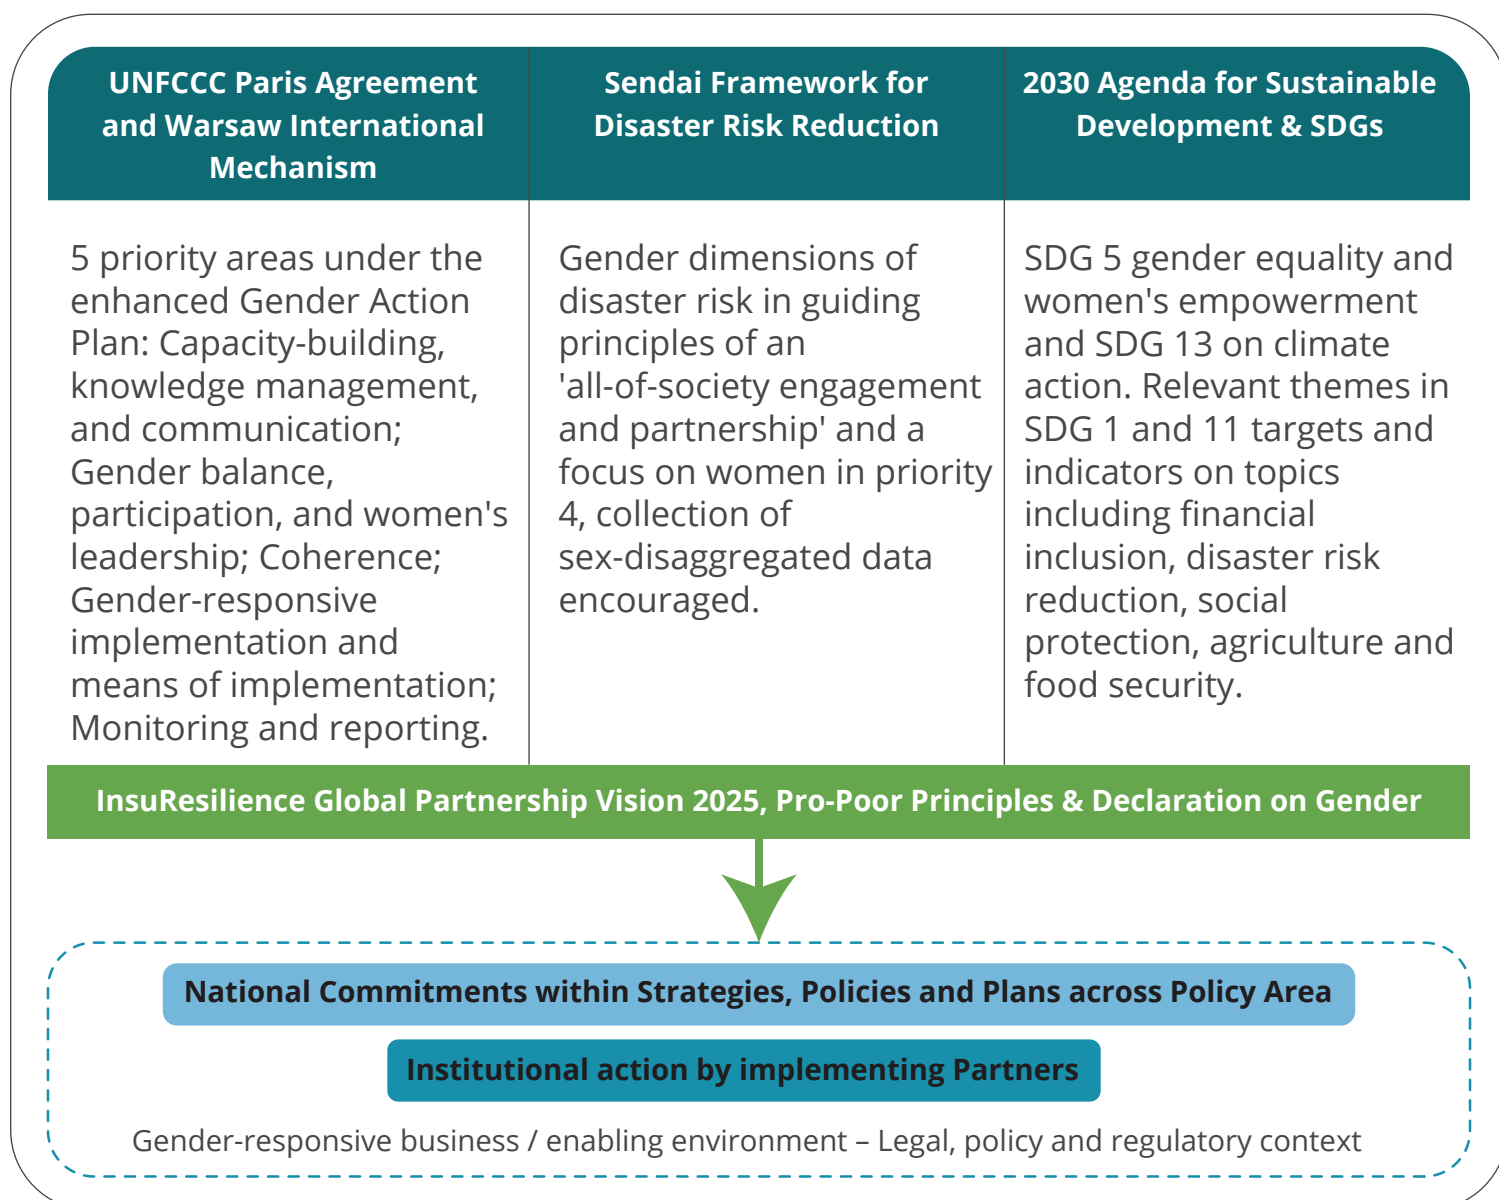 UNFCCC Paris Agreement
and Warsaw International
Mechanism
Sendai Framework for
Disaster Risk Reduction
2030 Agenda for Sustainable
Development & SDGs
5 priority areas under the
enhanced Gender Action
Plan: Capacity-building,
knowledge management,
and communication;
Gender balance,
participation, and women's
leadership; Coherence;
Gender-responsive
implementation and
means of implementation;
Monitoring and reporting.
Gender dimensions of
disaster risk in guiding
principles of an
'all-of-society engagement
and partnership' and a
focus on women in priority
4, collection of
sex-disaggregated data
encouraged.
SDG 5 gender equality and
women's empowerment
and SDG 13 on climate
action. Relevant themes in
SDG 1 and 11 targets and
indicators on topics
including financial
inclusion, disaster risk
reduction, social
protection, agriculture and
food security.
InsuResilience Global Partnership Vision 2025, Pro-Poor Principles & Declaration on Gender
National Commitments within Strategies, Policies and Plans across Policy Area
Institutional action by implementing Partners
Gender-responsive business / enabling environment – Legal, policy and regulatory context